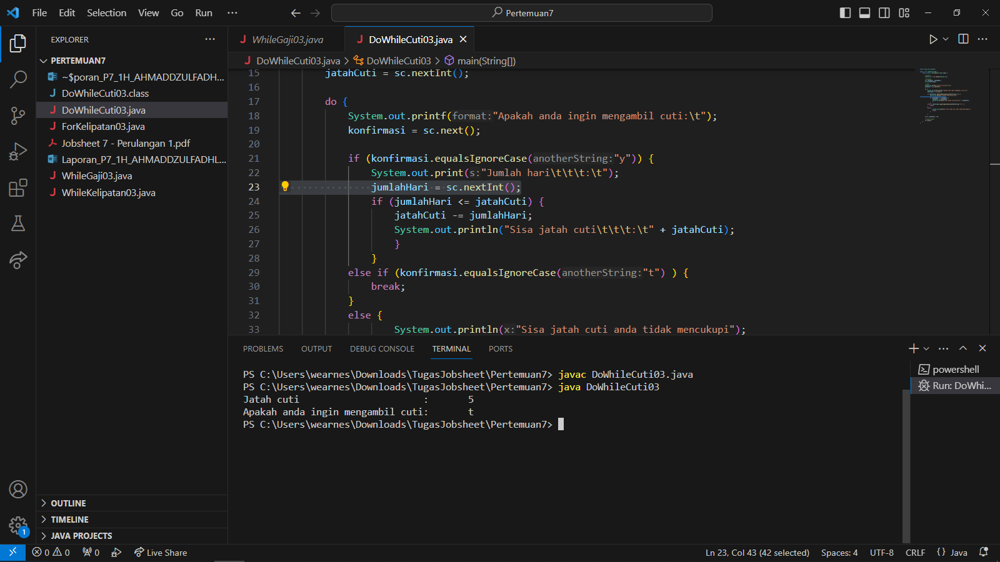 File Edit Selection View Go Run ··· Pertemuan7
EXPLORER ···
PERTEMUAN7
~$poran_P7_1H_AHMADDZULFADH...
DoWhileCuti03.class
DoWhileCuti03.java
ForKelipatan03.java
Jobsheet 7 - Perulangan 1.pdf
Laporan_P7_1H_AHMADDZULFADHL...
WhileGaji03.java
WhileKelipatan03.java
OUTLINE
TIMELINE
JAVA PROJECTS
WhileGaji03.java DoWhileCuti03.java
DoWhileCuti03.java > DoWhileCuti03 > main(String[])
15 jatahCuti = sc.nextInt();
16
17 do {
18 System.out.printf(format:"Apakah anda ingin mengambil cuti:\t");
19 konfirmasi = sc.next();
20
21 if (konfirmasi.equalsIgnoreCase(anotherString:"y")) {
22 System.out.print(s:"Jumlah hari\t\t\t:\t");
23 jumlahHari = sc.nextInt();
24 if (jumlahHari <= jatahCuti) {
25 jatahCuti -= jumlahHari;
26 System.out.println("Sisa jatah cuti\t\t\t:\t" + jatahCuti);
27 }
28 }
29 else if (konfirmasi.equalsIgnoreCase(anotherString:"t") ) {
30 break;
31 }
32 else {
33 System.out.println(x:"Sisa jatah cuti anda tidak mencukupi");
PROBLEMS OUTPUT DEBUG CONSOLE TERMINAL PORTS
PS C:\Users\wearnes\Downloads\TugasJobsheet\Pertemuan7> javac DoWhileCuti03.java
PS C:\Users\wearnes\Downloads\TugasJobsheet\Pertemuan7> java DoWhileCuti03
Jatah cuti : 5
Apakah anda ingin mengambil cuti: t
PS C:\Users\wearnes\Downloads\TugasJobsheet\Pertemuan7>
powershell
Run: DoWhi...
1
0 0 0 Live Share Ln 23, Col 43 (42 selected) Spaces: 4 UTF-8 CRLF {} Java